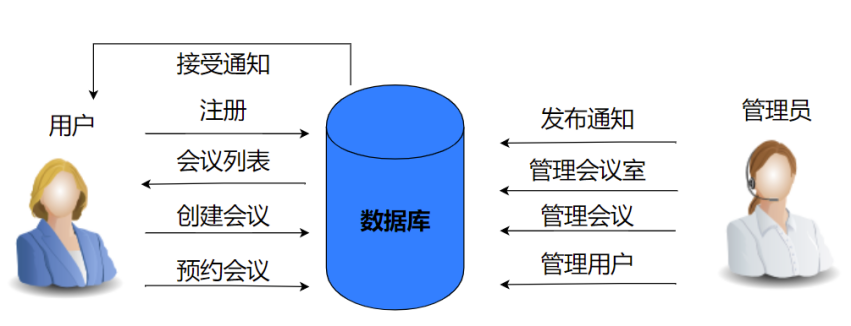 接受通知
用户
注册
会议列表
创建会议
预约会议
数据库
管理员
发布通知
管理会议室
管理会议
管理用户